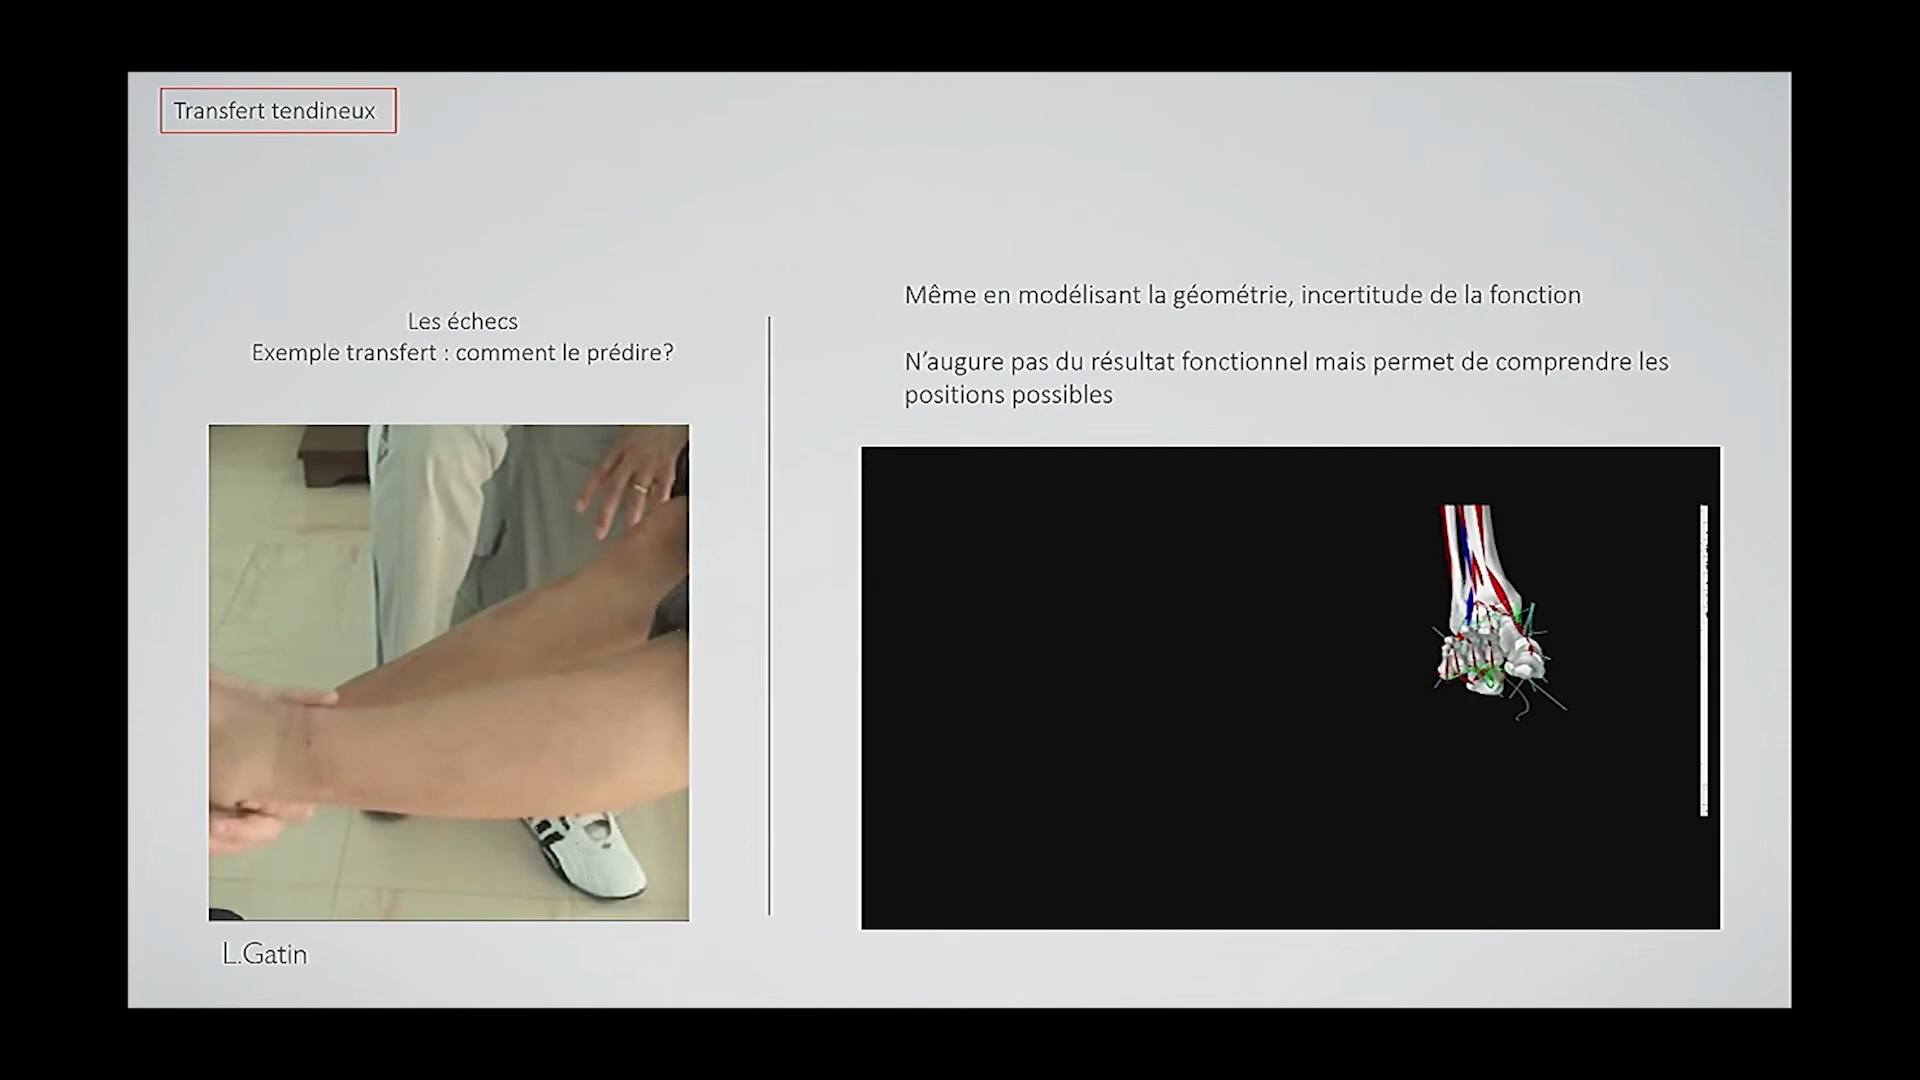 Transfert tendineux
Les échecs
Exemple transfert : comment le prédire?
Même en modélisant la géométrie, incertitude de la fonction
N’augure pas du résultat fonctionnel mais permet de comprendre les
positions possibles
L.Gatin